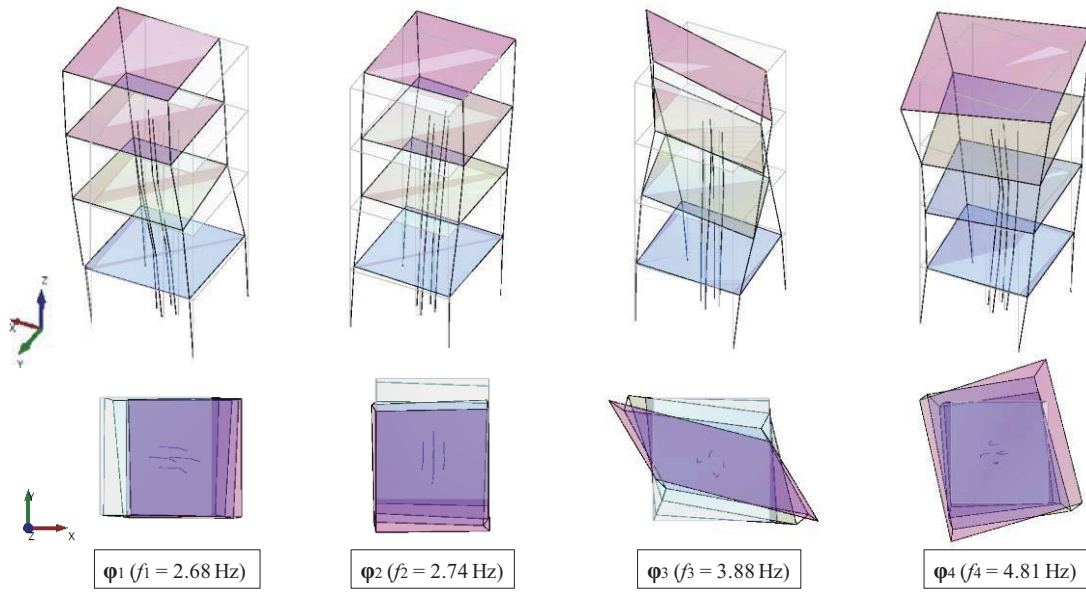 Z
X
Y
Y
Z
X
φ1 (f1 = 2.68 Hz)
φ2 (f2 = 2.74 Hz)
φ3 (f3 = 3.88 Hz)
φ4 (f4 = 4.81 Hz)